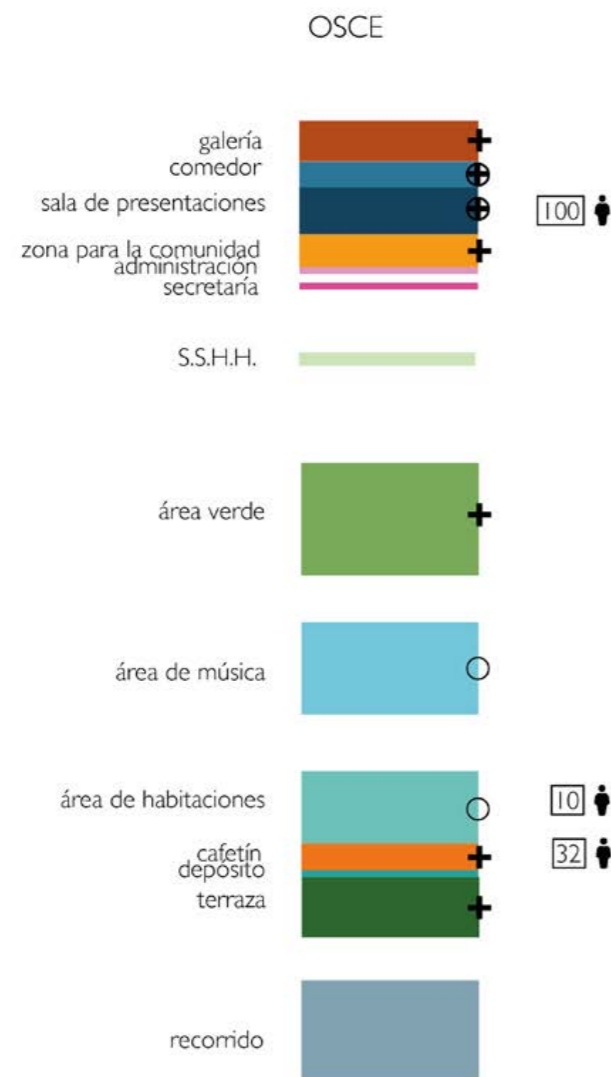 OSCE
galería
comedor
sala de presentaciones
100
zona para la comunidad
administración
secretaría
S.S.H.H.
área verde
área de música
área de habitaciones
10
cafetín
32
depósito
terraza
recorrido